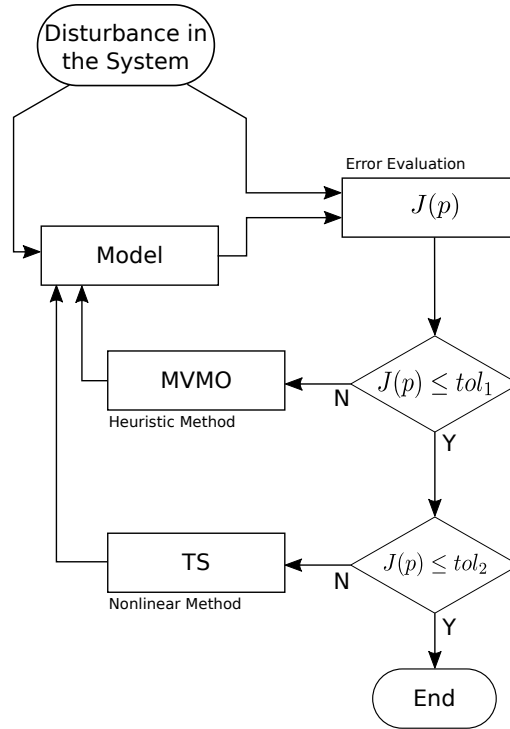 Disturbance in
the System
Error Evaluation
J(p)
Model
MVMO
N
J(p) ≤ tol₁
Heuristic Method
Y
TS
N
J(p) ≤ tol₂
Nonlinear Method
Y
End